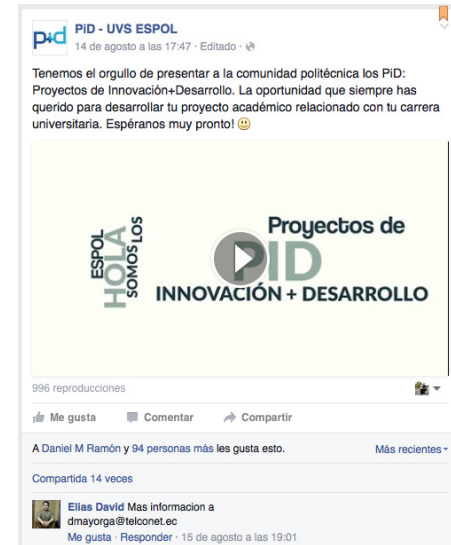 p+d
PiD - UVS ESPOL
14 de agosto a las 17:47 · Editado ·
Tenemos el orgullo de presentar a la comunidad politécnica los PiD:
Proyectos de Innovación+Desarrollo. La oportunidad que siempre has
querido para desarrollar tu proyecto académico relacionado con tu carrera
universitaria. Espéranos muy pronto!
ESPOL
HOLA
SOMOS LOS
Proyectos de
PID
INNOVACIÓN + DESARROLLO
996 reproducciones
Me gusta Comentar Compartir
A Daniel M Ramón y 94 personas más les gusta esto. Más recientes
Compartida 14 veces
Elias David Mas informacion a
dmayorga@telconet.ec
Me gusta · Responder · 15 de agosto a las 19:01